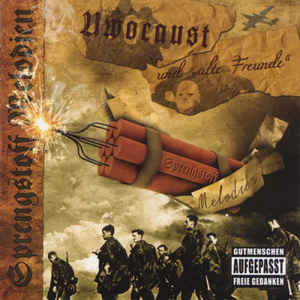 Sprengstoff Melodien
Uwocaust
"und alte Freunde"
Sprengstoff
Melodien
GUTMENSCHEN
AUFGEPASST
FREIE GEDANKEN